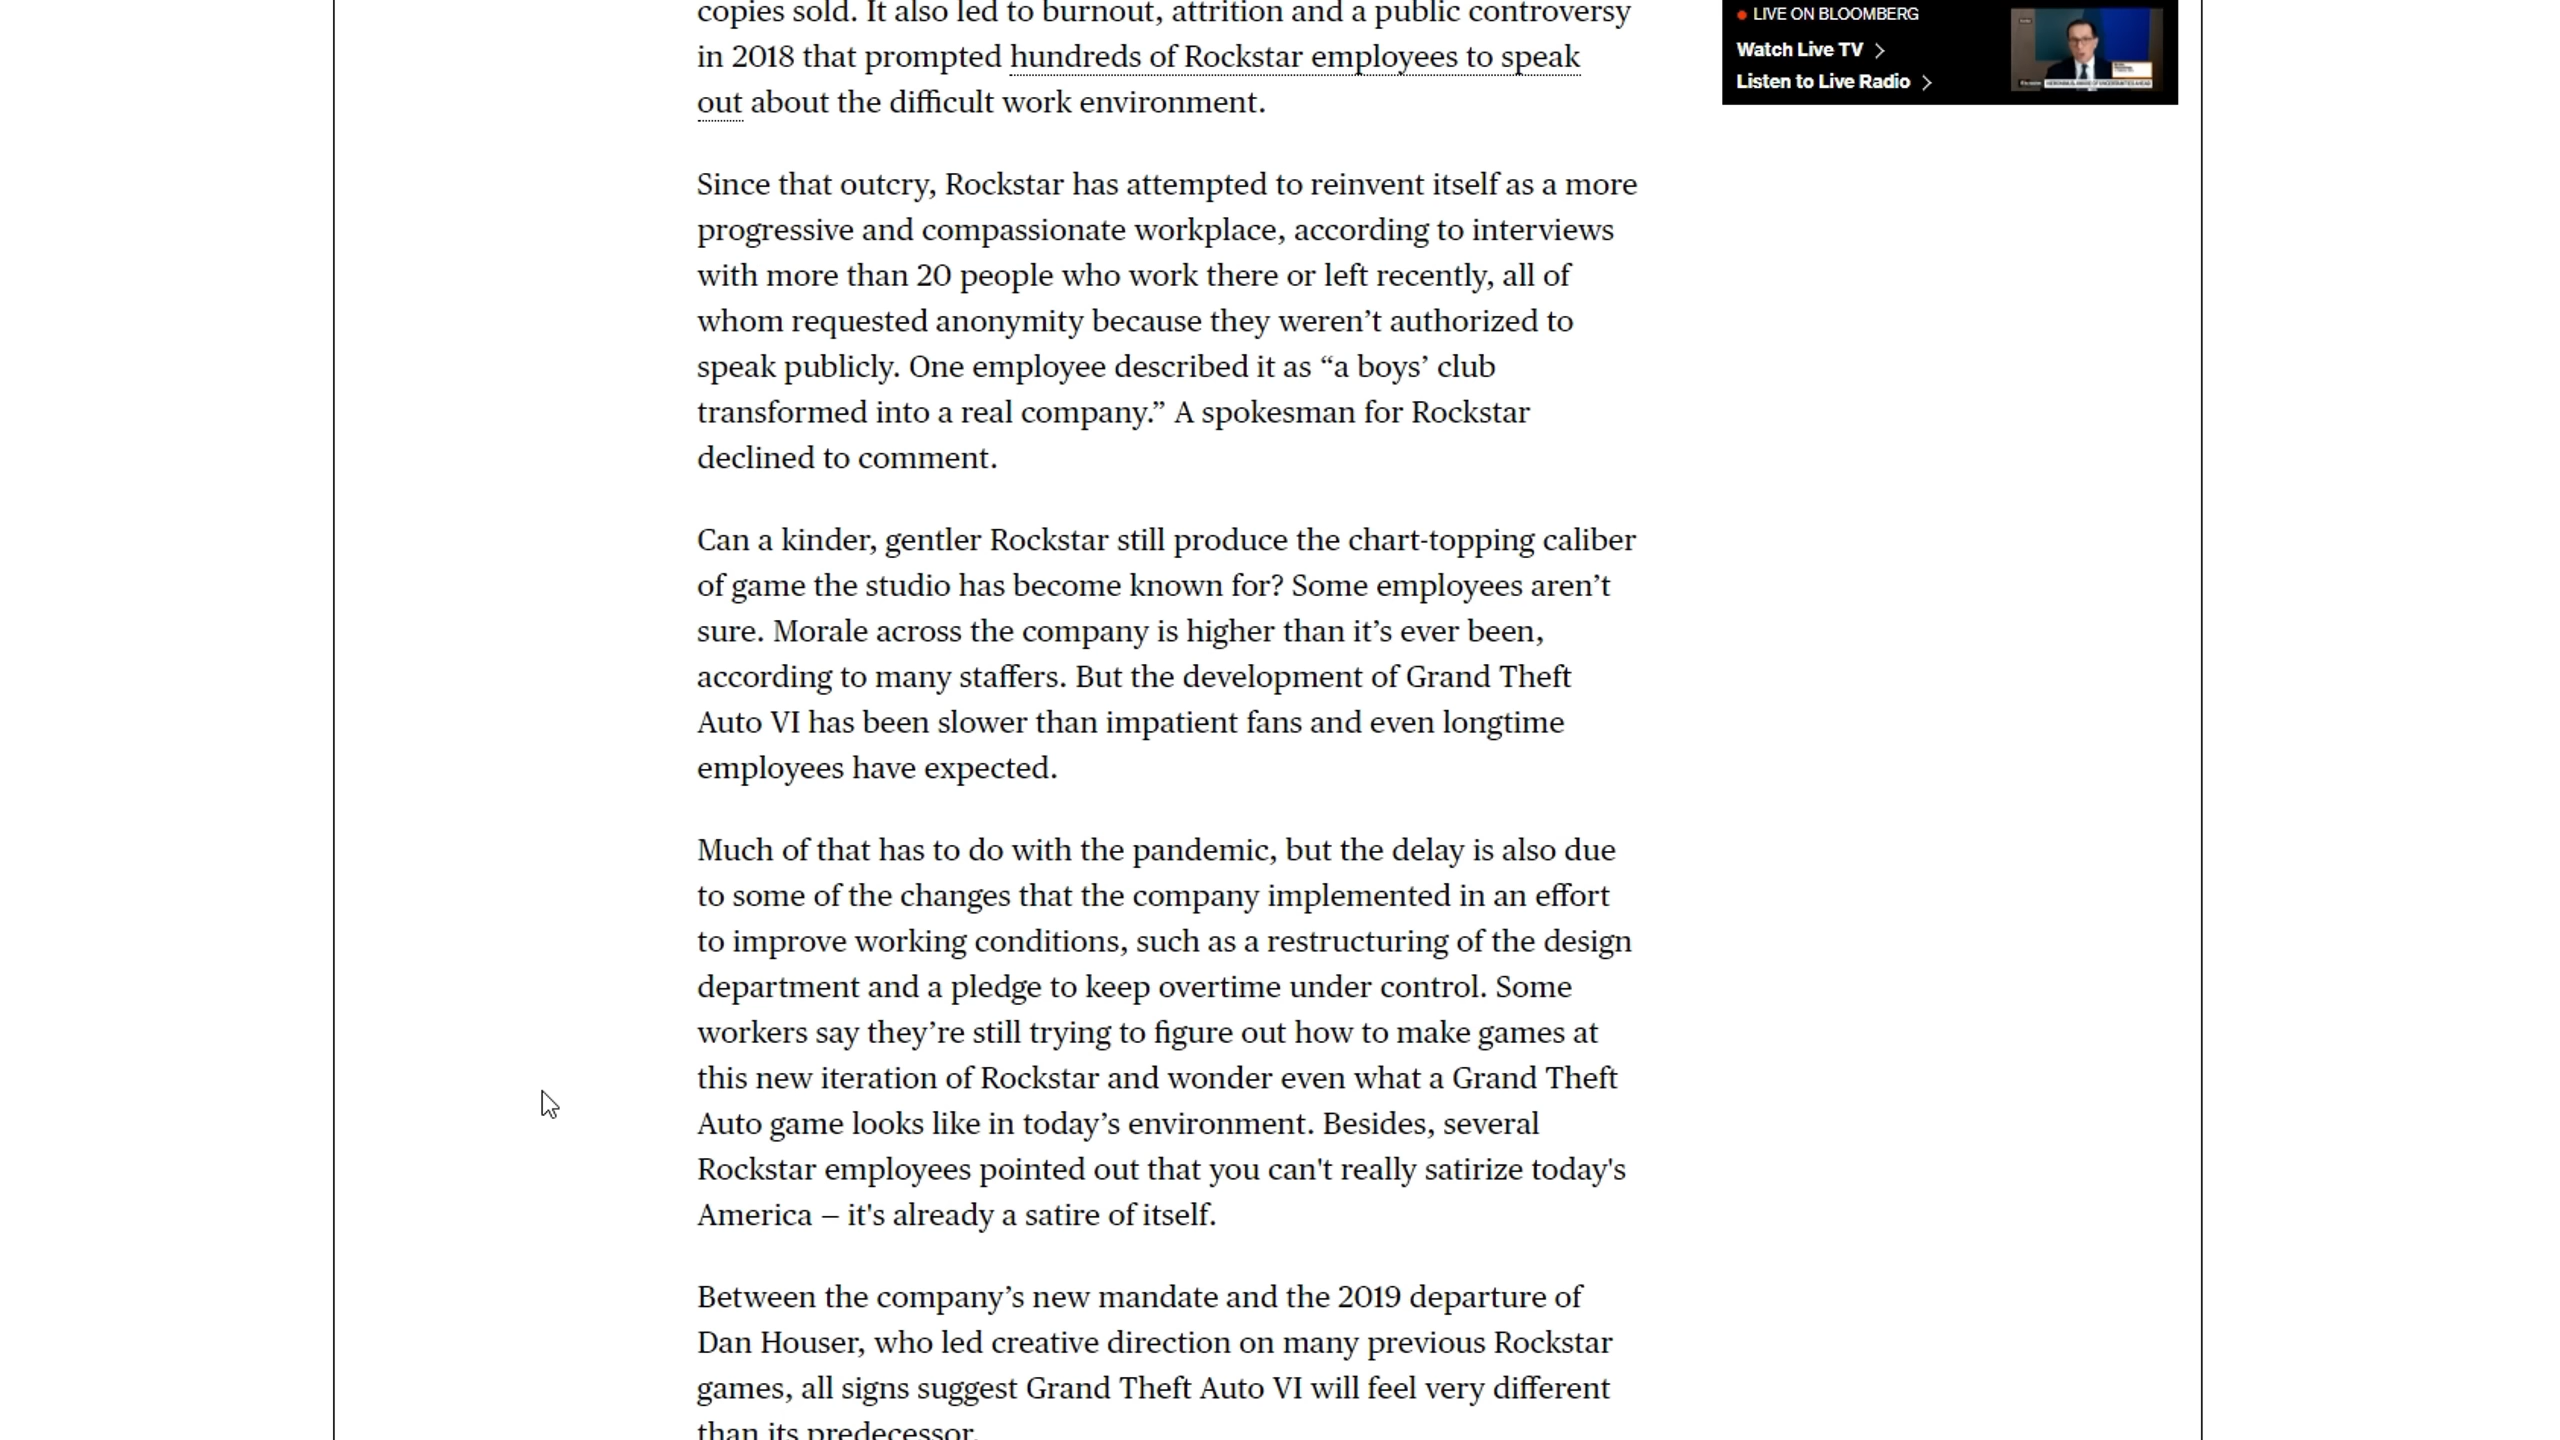 copies sold. It also led to burnout, attrition and a public controversy
in 2018 that prompted hundreds of Rockstar employees to speak
out about the difficult work environment.
Since that outcry, Rockstar has attempted to reinvent itself as a more
progressive and compassionate workplace, according to interviews
with more than 20 people who work there or left recently, all of
whom requested anonymity because they weren’t authorized to
speak publicly. One employee described it as “a boys’ club
transformed into a real company.” A spokesman for Rockstar
declined to comment.
Can a kinder, gentler Rockstar still produce the chart-topping caliber
of game the studio has become known for? Some employees aren’t
sure. Morale across the company is higher than it’s ever been,
according to many staffers. But the development of Grand Theft
Auto VI has been slower than impatient fans and even longtime
employees have expected.
Much of that has to do with the pandemic, but the delay is also due
to some of the changes that the company implemented in an effort
to improve working conditions, such as a restructuring of the design
department and a pledge to keep overtime under control. Some
workers say they’re still trying to figure out how to make games at
this new iteration of Rockstar and wonder even what a Grand Theft
Auto game looks like in today’s environment. Besides, several
Rockstar employees pointed out that you can't really satirize today's
America – it's already a satire of itself.
Between the company’s new mandate and the 2019 departure of
Dan Houser, who led creative direction on many previous Rockstar
games, all signs suggest Grand Theft Auto VI will feel very different
than its predecessor.
LIVE ON BLOOMBERG
Watch Live TV
Listen to Live Radio